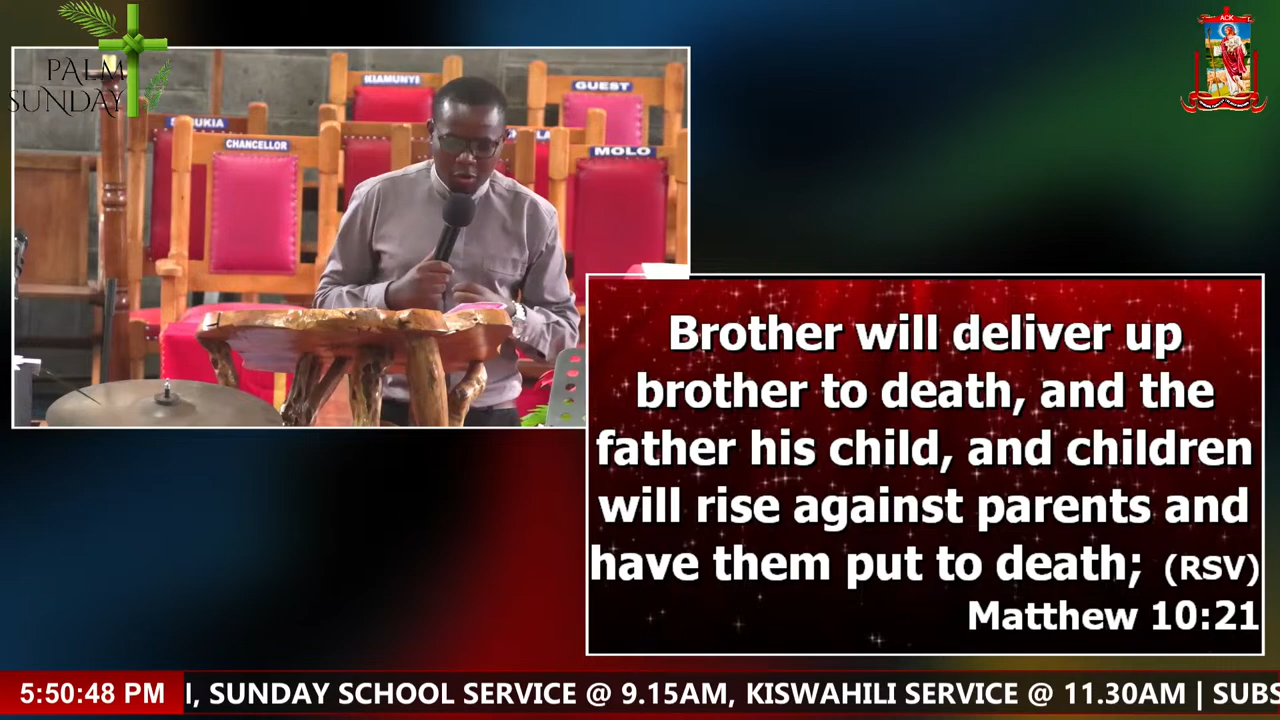 PALM
SUNDAY
ACK
KIAMUNYI
GUEST
CHANCELLOR
MOLO
Brother will deliver up
brother to death, and the
father his child, and children
will rise against parents and
have them put to death; (RSV)
Matthew 10:21
5:50:48 PM
I, SUNDAY SCHOOL SERVICE @ 9.15AM, KISWAHILI SERVICE @ 11.30AM | SUBS